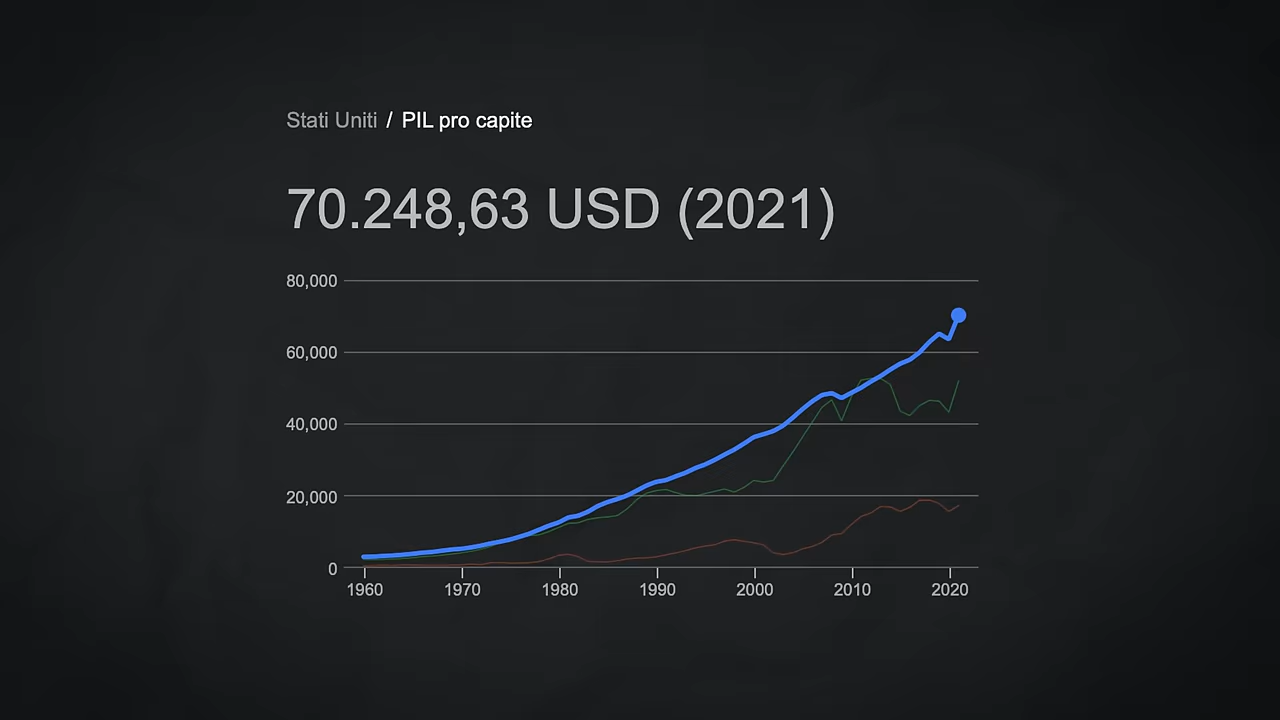 Stati Uniti / PIL pro capite
70.248,63 USD (2021)
80,000
60,000
40,000
20,000
0
1960 1970 1980 1990 2000 2010 2020